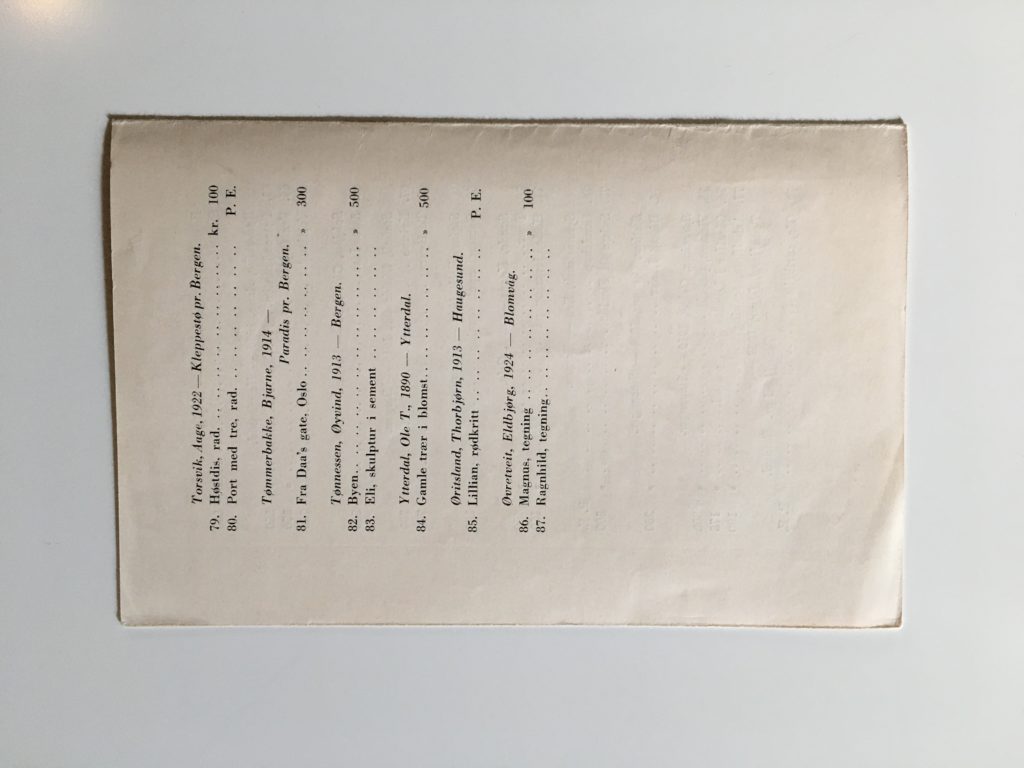 Torsvik, Aage, 1922 — Kleppestø pr. Bergen.
79. Høstdis, rad. .. .. .. .. .. .. .. .. .. kr. 100
80. Port med tre, rad. .. .. .. .. .. .. .. P. E.
Tømmerbakke, Bjarne, 1914 —
Paradis pr. Bergen.
81. Fra Daa's gate, Oslo .. .. .. .. .. .. » 300
Tønnessen, Øyvind, 1913 — Bergen.
82. Byen .. .. .. .. .. .. .. .. .. .. .. » 500
83. Eli, skulptur i sement .. .. .. .. .. ..
Ytterdal, Ole T., 1890 — Ytterdal.
84. Gamle trær i blomst .. .. .. .. .. .. » 500
Øritsland, Thorbjørn, 1913 — Haugesund.
85. Lillian, rødkritt .. .. .. .. .. .. .. P. E.
Øvretveit, Eldbjørg, 1924 — Blomvåg.
86. Magnus, tegning .. .. .. .. .. .. .. » 100
87. Ragnhild, tegning .. .. .. .. .. .. ..